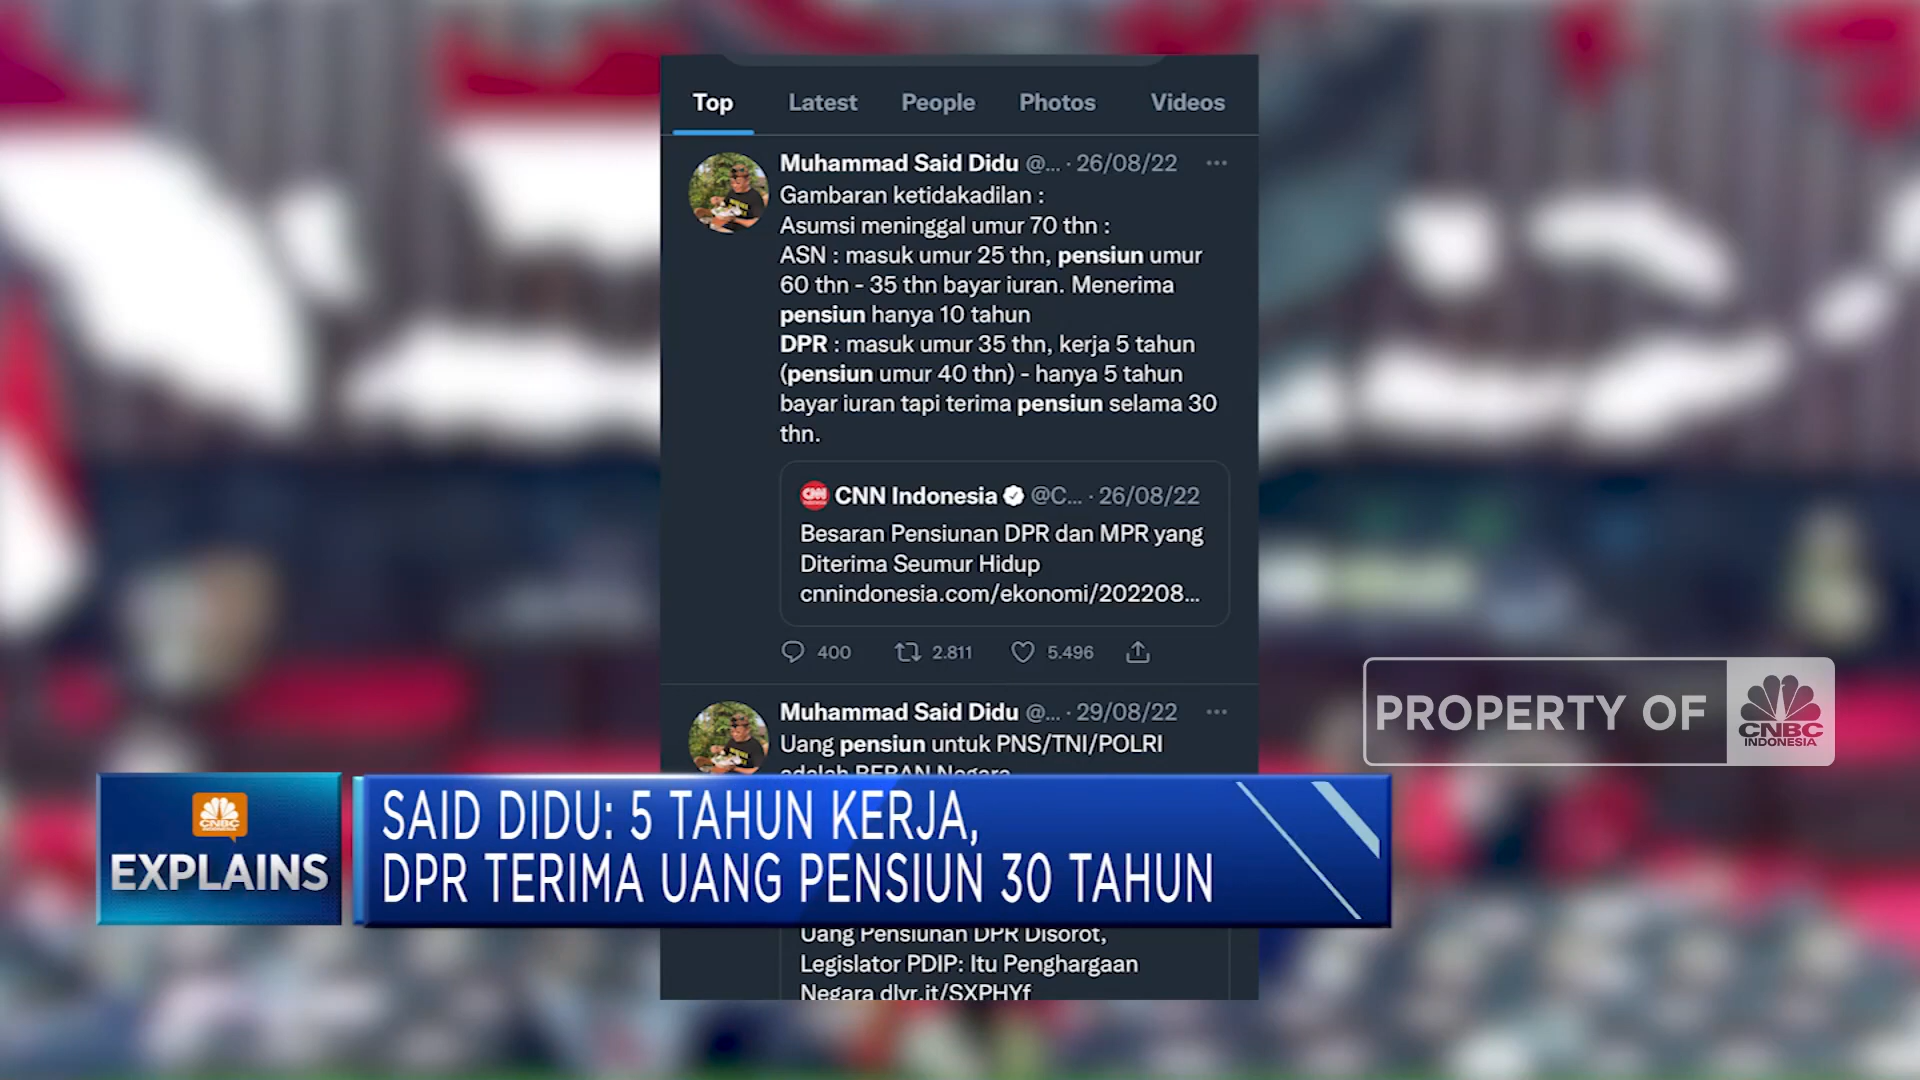 Top Latest People Photos Videos
Muhammad Said Didu @... · 26/08/22
Gambaran ketidakadilan :
Asumsi meninggal umur 70 thn :
ASN : masuk umur 25 thn, pensiun umur
60 thn - 35 thn bayar iuran. Menerima
pensiun hanya 10 tahun
DPR : masuk umur 35 thn, kerja 5 tahun
(pensiun umur 40 thn) - hanya 5 tahun
bayar iuran tapi terima pensiun selama 30
thn.
CNN Indonesia @C... · 26/08/22
Besaran Pensiunan DPR dan MPR yang
Diterima Seumur Hidup
cnnindonesia.com/ekonomi/202208...
400 2.811 5.496
Muhammad Said Didu @... · 29/08/22
Uang pensiun untuk PNS/TNI/POLRI
adalah BEBAN Negara
PROPERTY OF CNBC INDONESIA
CNBC INDONESIA
EXPLAINS
SAID DIDU: 5 TAHUN KERJA,
DPR TERIMA UANG PENSIUN 30 TAHUN
Uang Pensiunan DPR Disorot,
Legislator PDIP: Itu Penghargaan
Negara dlvr.it/SXPHYf